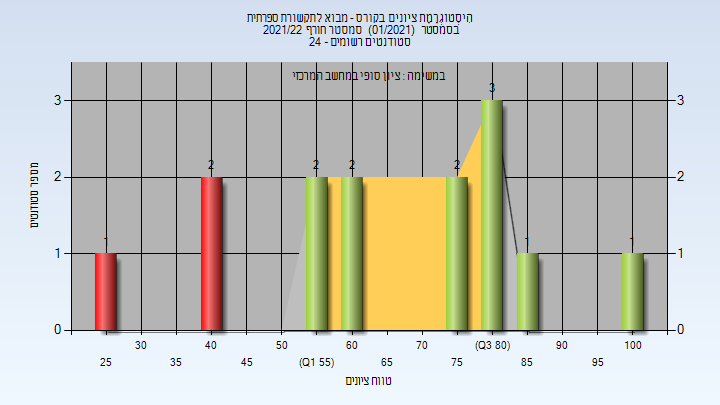 היסטוגרמת ציונים בקורס - מבוא לתקשורת ספרתית
בסמסטר (01/2021) סמסטר חורף 2021/22
סטודנטים רשומים - 24
במשימה : ציון סופי במחשב המרכזי
מספר סטודנטים
3 3
2 2
1 1
0 0
1 2 2 2 2 3 1 1
30 40 50 60 70 (Q3 80) 90 100
25 35 45 (Q1 55) 65 75 85 95
טווח ציונים